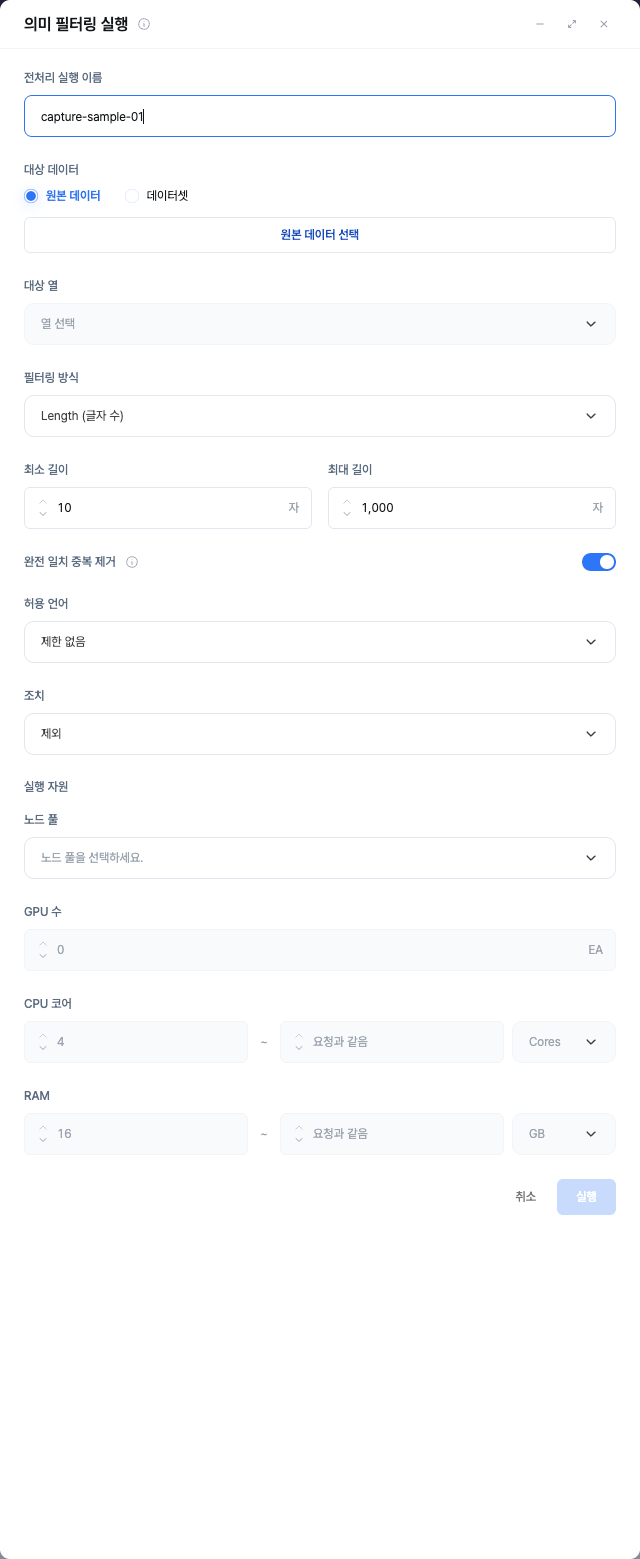 의미 필터링 실행
전처리 실행 이름
capture-sample-01
대상 데이터
원본 데이터 데이터셋
원본 데이터 선택
대상 열
열 선택
필터링 방식
Length (글자 수)
최소 길이 최대 길이
10 자 1,000 자
완전 일치 중복 제거
허용 언어
제한 없음
조치
제외
실행 자원
노드 풀
노드 풀을 선택하세요.
GPU 수
0 EA
CPU 코어
4 ~ 요청과 같음 Cores
RAM
16 ~ 요청과 같음 GB
취소 실행